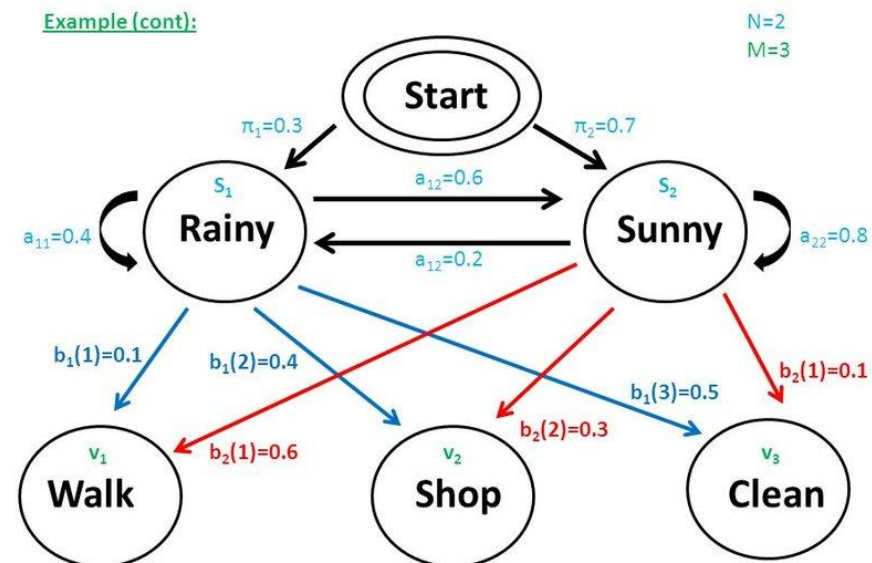 Example (cont):
N=2
M=3
Start
π₁=0.3
π₂=0.7
S₁
Rainy
a₁₂=0.6
S₂
Sunny
a₁₁=0.4
a₁₂=0.2
a₂₂=0.8
b₁(1)=0.1
b₁(2)=0.4
b₁(3)=0.5
b₂(1)=0.1
b₂(1)=0.6
b₂(2)=0.3
v₁
Walk
v₂
Shop
v₃
Clean